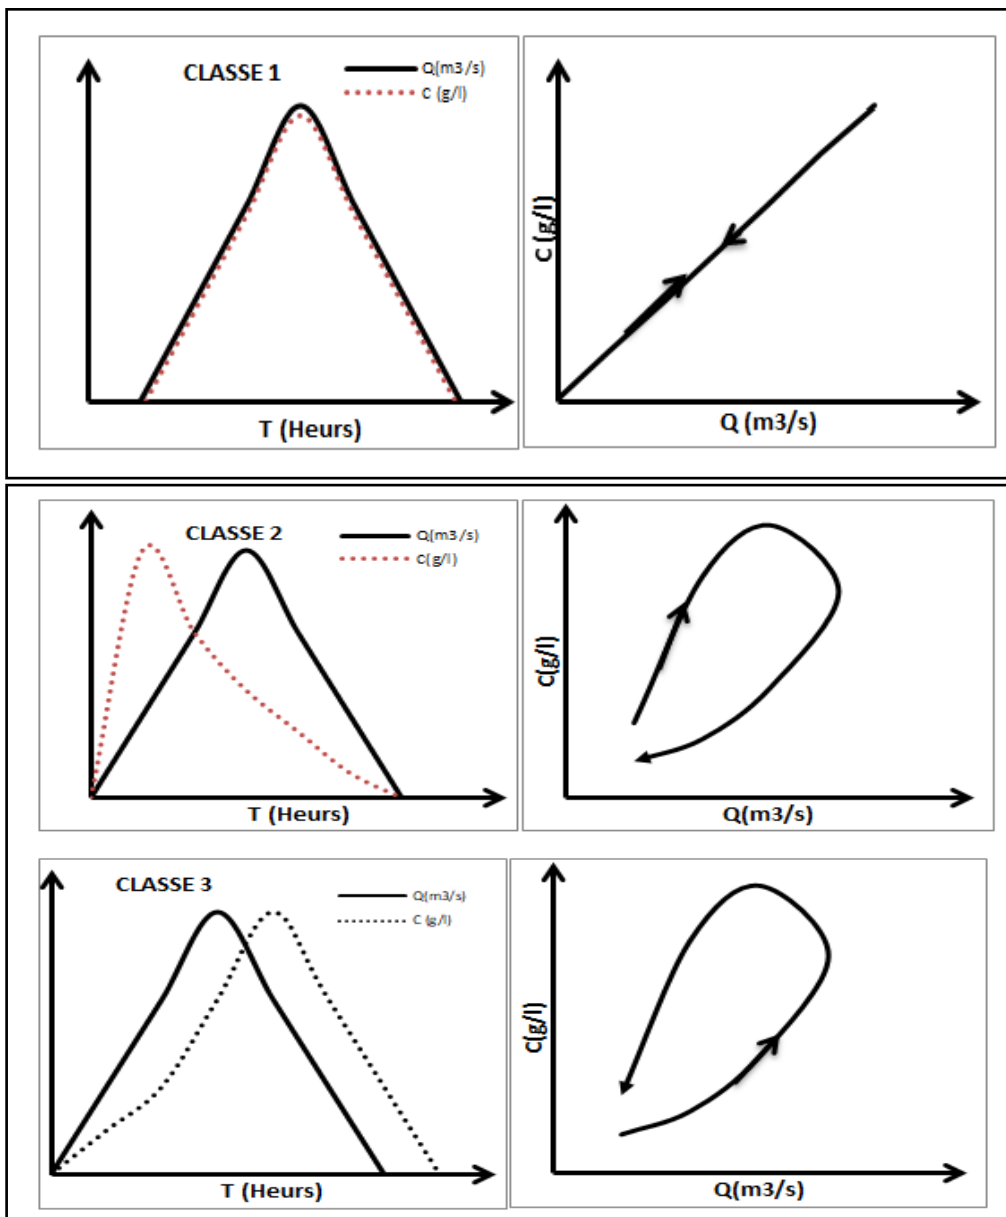 CLASSE 1
Q(m3/s)
C (g/l)
T (Heurs)
C (g/l)
Q (m3/s)
CLASSE 2
Q(m3/s)
C(g/l)
T (Heurs)
C(g/l)
Q(m3/s)
CLASSE 3
Q(m3/s)
C (g/l)
T (Heurs)
C(g/l)
Q(m3/s)